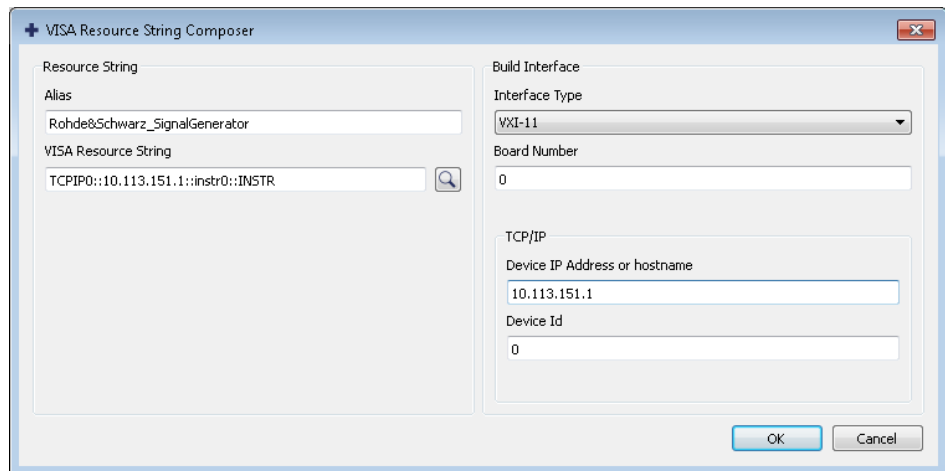 VISA Resource String Composer
Resource String
Alias
Rohde&Schwarz_SignalGenerator
VISA Resource String
TCPIP0::10.113.151.1::instr0::INSTR
Build Interface
Interface Type
VXI-11
Board Number
0
TCP/IP
Device IP Address or hostname
10.113.151.1
Device Id
0
OK
Cancel